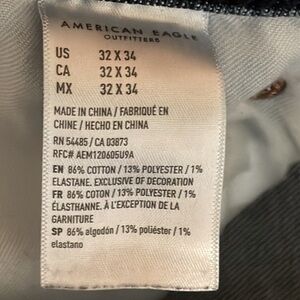 AMERICAN EAGLE
OUTFITTERS
US 32 X 34
CA 32 X 34
MX 32 X 34
MADE IN CHINA / FABRIQUÉ EN
CHINE / HECHO EN CHINA
RN 54485 / CA 03873
RFC# AEM120605U9A
EN 86% COTTON / 13% POLYESTER / 1%
ELASTANE. EXCLUSIVE OF DECORATION
FR 86% COTON / 13% POLYESTER / 1%
ÉLASTHANNE. À L'EXCEPTION DE LA
GARNITURE
SP 86% algodón / 13% poliéster / 1%
elastano